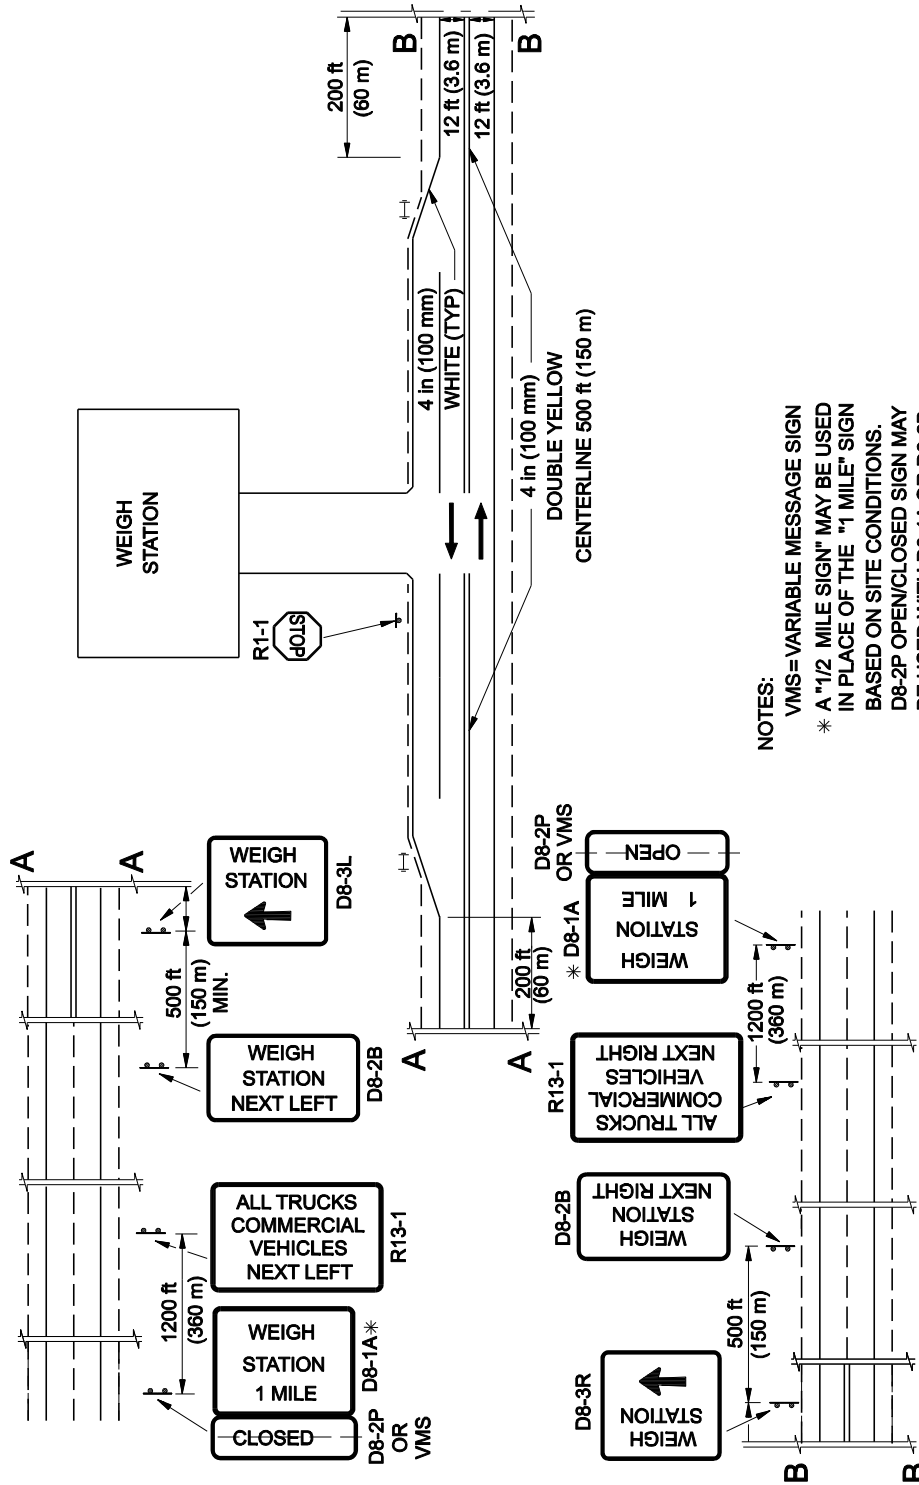 WEIGH
STATION
R1-1
STOP
200 ft
(60 m)
B
B
12 ft (3.6 m)
12 ft (3.6 m)
4 in (100 mm)
WHITE (TYP)
4 in (100 mm)
DOUBLE YELLOW
CENTERLINE 500 ft (150 m)
200 ft
(60 m)
A
A
A
A
WEIGH
STATION
D8-3L
500 ft
(150 m)
MIN.
WEIGH
STATION
NEXT LEFT
D8-2B
ALL TRUCKS
COMMERCIAL
VEHICLES
NEXT LEFT
R13-1
1200 ft
(360 m)
WEIGH
STATION
1 MILE
D8-1A*
CLOSED
D8-2P
OR
VMS
D8-2P
OR VMS
OPEN
* D8-1A
WEIGH
STATION
1 MILE
1200 ft
(360 m)
R13-1
ALL TRUCKS
COMMERCIAL
VEHICLES
NEXT RIGHT
D8-2B
WEIGH
STATION
NEXT RIGHT
500 ft
(150 m)
D8-3R
WEIGH
STATION
B
B
NOTES:
VMS=VARIABLE MESSAGE SIGN
* A "1/2 MILE SIGN" MAY BE USED
IN PLACE OF THE "1 MILE" SIGN
BASED ON SITE CONDITIONS.
D8-2P OPEN/CLOSED SIGN MAY